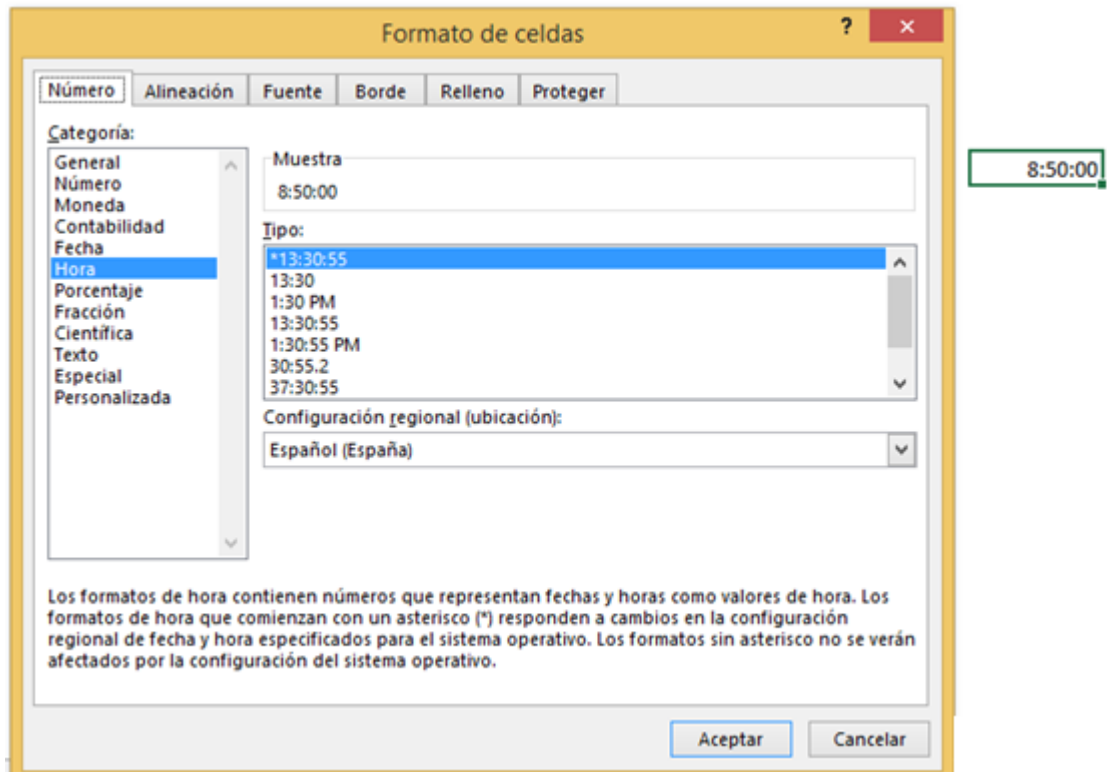 Formato de celdas
?
Número Alineación Fuente Borde Relleno Proteger
Categoría:
General
Número
Moneda
Contabilidad
Fecha
Hora
Porcentaje
Fracción
Científica
Texto
Especial
Personalizada
Muestra
8:50:00
Tipo:
*13:30:55
13:30
1:30 PM
13:30:55
1:30:55 PM
30:55.2
37:30:55
Configuración regional (ubicación):
Español (España)
Los formatos de hora contienen números que representan fechas y horas como valores de hora. Los
formatos de hora que comienzan con un asterisco (*) responden a cambios en la configuración
regional de fecha y hora especificados para el sistema operativo. Los formatos sin asterisco no se verán
afectados por la configuración del sistema operativo.
Aceptar Cancelar
8:50:00